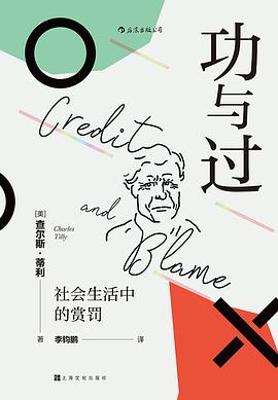 后浪出版公司
功与过
Credit
and
Blame
[美]
查尔斯·蒂利
Charles
Tilly
著
社会生活中
的赏罚
李钧鹏
译
上海文化出版社